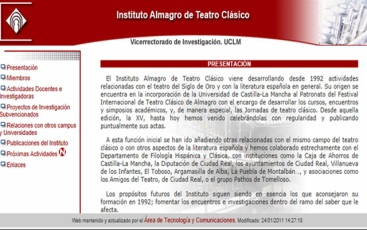 Instituto Almagro de Teatro Clásico
Vicerrectorado de Investigación. UCLM
Presentación
Miembros
Actividades Docentes e
Investigadoras
Proyectos de Investigación
Subvencionados
Relaciones con otros campus
y Universidades
Publicaciones del Instituto
Próximas Actividades N
Enlaces
PRESENTACIÓN
El Instituto Almagro de Teatro Clásico viene desarrollando desde 1992 actividades
relacionadas con el teatro del Siglo de Oro y con la literatura española en general. Su origen se
encuentra en la incorporación de la Universidad de Castilla-La Mancha al Patronato del Festival
Internacional de Teatro Clásico de Almagro con el encargo de desarrollar los cursos, encuentros
y simposios académicos, y, de manera especial, las Jornadas de teatro clásico. Desde aquella
edición, la XV, hasta hoy hemos venido celebrándolas con regularidad y publicando
puntualmente sus actas.
A esta función inicial se han ido añadiendo otras relacionadas con el mismo campo del teatro
clásico o con otros aspectos de la literatura española y hemos colaborado estrechamente con el
Departamento de Filología Hispánica y Clásica, con instituciones como la Caja de Ahorros de
Castilla-La Mancha, la Diputación de Ciudad Real, los ayuntamientos de Ciudad Real, Villanueva
de los Infantes, El Toboso, Argamasilla de Alba, La Puebla de Montalbán.., y asociaciones como
los Amigos del Teatro, de Ciudad Real, o el grupo Pathos de Tomelloso.
Los propósitos futuros del Instituto siguen siendo en esencia los que aconsejaron su
formación en 1992; fomentar los encuentros e investigaciones dentro del ramo del saber que le
afecta.
Web mantenido y actualizado por el Área de Tecnología y Comunicaciones. Modificado: 24/01/2011 14:27:18